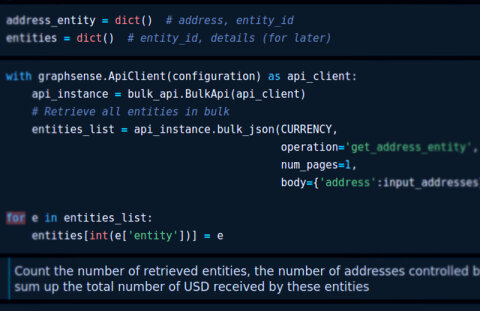 address_entity = dict()  # address, entity_id
entities = dict()  # entity_id, details (for later)
with graphsense.ApiClient(configuration) as api_client:
    api_instance = bulk_api.BulkApi(api_client)
    # Retrieve all entities in bulk
    entities_list = api_instance.bulk_json(CURRENCY,
                                           operation='get_address_entity',
                                           num_pages=1,
                                           body={'address':input_addresses
for e in entities_list:
    entities[int(e['entity'])] = e
Count the number of retrieved entities, the number of addresses controlled b
sum up the total number of USD received by these entities